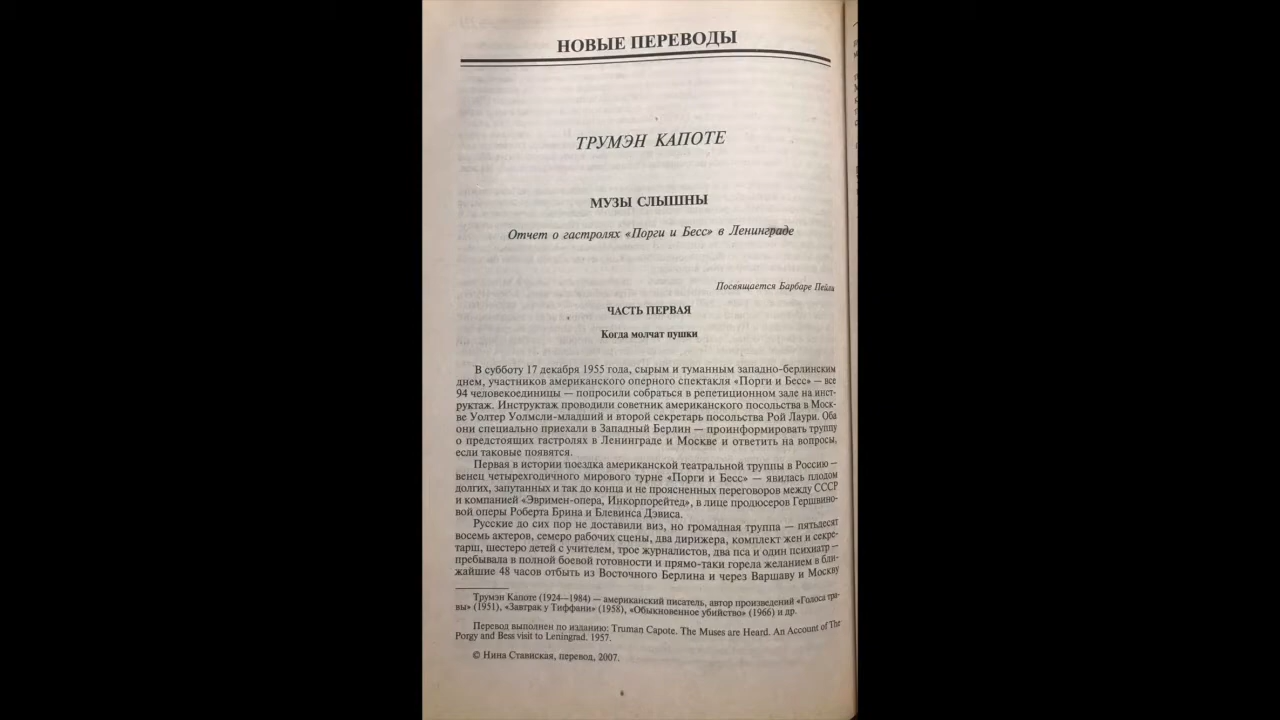 НОВЫЕ ПЕРЕВОДЫ
ТРУМЭН КАПОТЕ
МУЗЫ СЛЫШНЫ
Отчет о гастролях «Порги и Бесс» в Ленинграде
Посвящается Барбаре Пейли
ЧАСТЬ ПЕРВАЯ
Когда молчат пушки
В субботу 17 декабря 1955 года, сырым и туманным западно-берлинским
днем, участников американского оперного спектакля «Порги и Бесс» — все
94 человекоединицы — попросили собраться в репетиционном зале на инст-
руктаж. Инструктаж проводили советник американского посольства в Моск-
ве Уолтер Уолмсли-младший и второй секретарь посольства Рой Лаури. Оба
они специально приехали в Западный Берлин — проинформировать труппу
о предстоящих гастролях в Ленинграде и Москве и ответить на вопросы,
если таковые появятся.
Первая в истории поездка американской театральной труппы в Россию —
венец четырехгодичного мирового турне «Порги и Бесс» — явилась плодом
долгих, запутанных и так до конца и не проясненных переговоров между СССР
и компанией «Эвримен-опера, Инкорпорейтед», в лице продюсеров Гершвино-
вой оперы Роберта Брина и Блевинса Дэвиса.
Русские до сих пор не доставили виз, но громадная труппа — пятьдесят
восемь актеров, семеро рабочих сцены, два дирижера, комплект жен и секре-
тарш, шестеро детей с учителем, трое журналистов, два пса и один психиатр —
пребывала в полной боевой готовности и прямо-таки горела желанием в бли-
жайшие 48 часов отбыть из Восточного Берлина и через Варшаву и Москву
Трумэн Капоте (1924—1984) — американский писатель, автор произведений «Голоса тра-
вы» (1951), «Завтрак у Тиффани» (1958), «Обыкновенное убийство» (1966) и др.
Перевод выполнен по изданию: Truman Capote. The Muses are Heard. An Account of The
Porgy and Bess visit to Leningrad. 1957.
© Нина Ставиская, перевод, 2007.